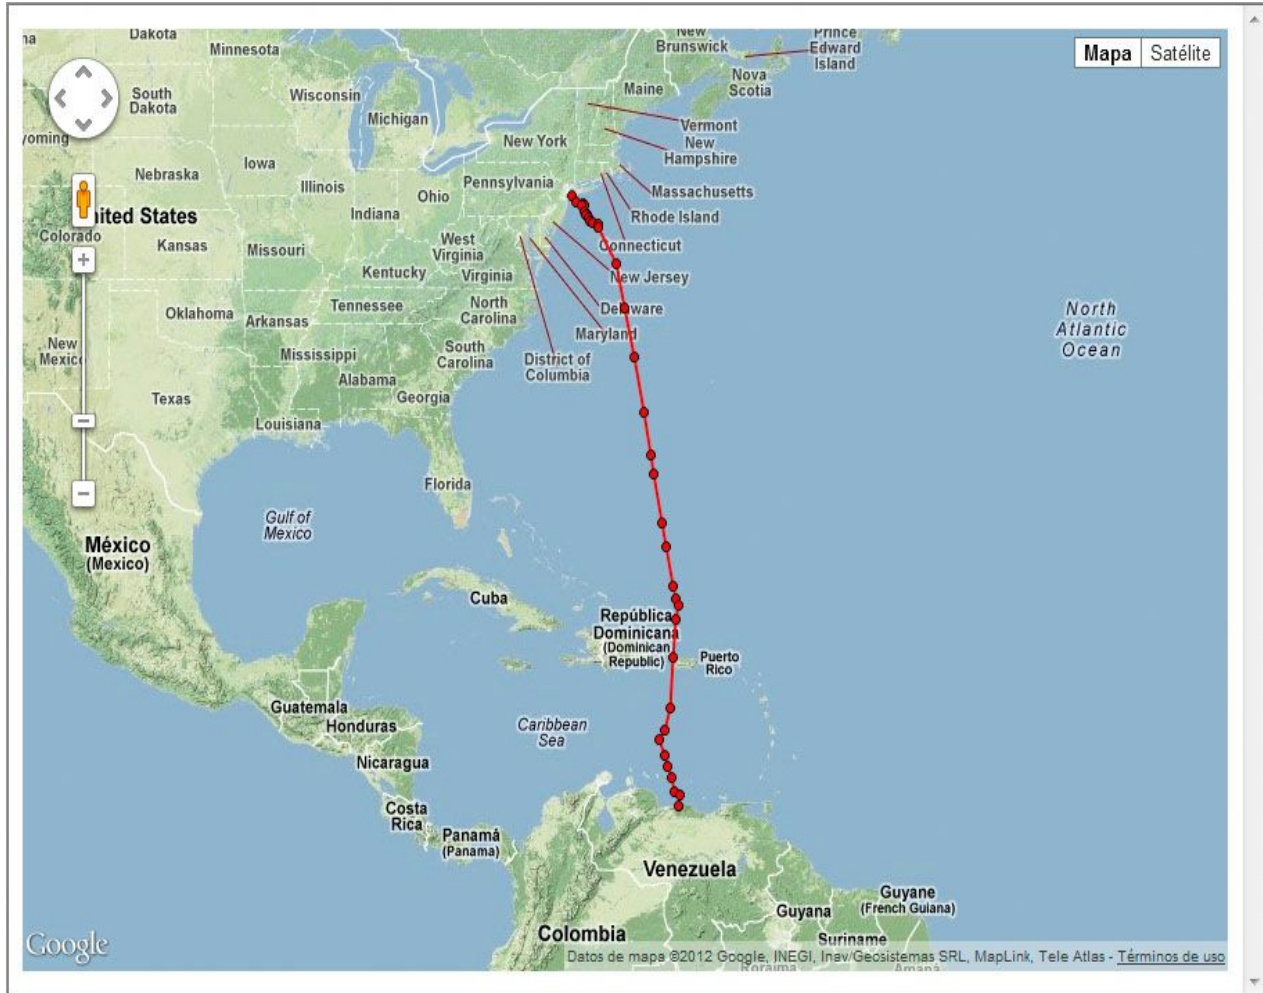 na
Dakota
Minnesota
New
Brunswick
Prince
Edward
Island
Mapa
Satélite
South
Dakota
Wisconsin
Michigan
Maine
Nova
Scotia
yoming
Vermont
New York
New
Hampshire
Nebraska
Iowa
Illinois
Ohio
Pennsylvania
Massachusetts
nited States
Indiana
Rhode Island
Colorado
Kansas
Missouri
West
Virginia
Connecticut
Kentucky
Virginia
New Jersey
Oklahoma
Arkansas
Tennessee
North
Carolina
Delaware
North
Atlantic
Ocean
New
Mexico
Mississippi
South
Carolina
Maryland
District of
Columbia
Texas
Alabama
Georgia
Louisiana
Florida
Gulf of
Mexico
México
(Mexico)
Cuba
República
Dominicana
(Dominican
Republic)
Puerto
Rico
Guatemala
Honduras
Caribbean
Sea
Nicaragua
Costa
Rica
Panamá
(Panama)
Venezuela
Guyana
Guyane
(French Guiana)
Colombia
Suriname
Google
Datos de mapa ©2012 Google, INEGI, Inav/Geosistemas SRL, MapLink, Tele Atlas - Términos de uso
Roraima
Amapá